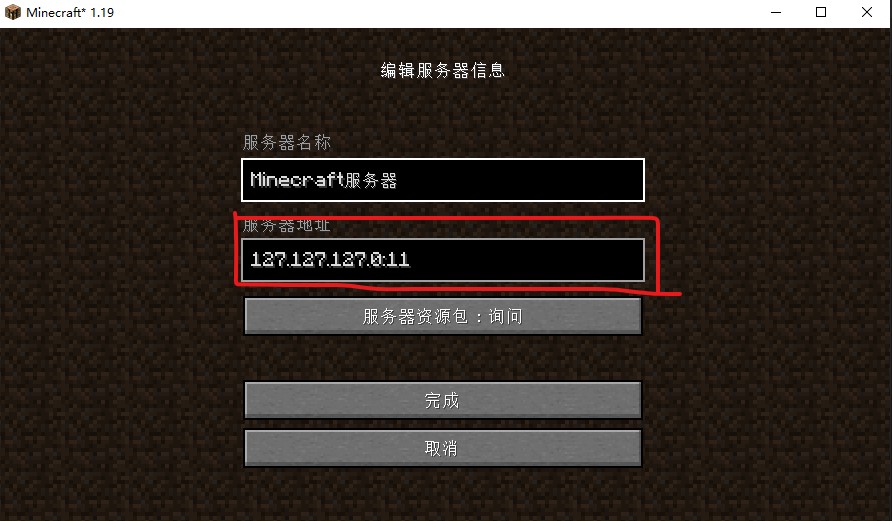 Minecraft* 1.19
编辑服务器信息
服务器名称
Minecraft服务器
服务器地址
127.127.127.0:11
服务器资源包：询问
完成
取消